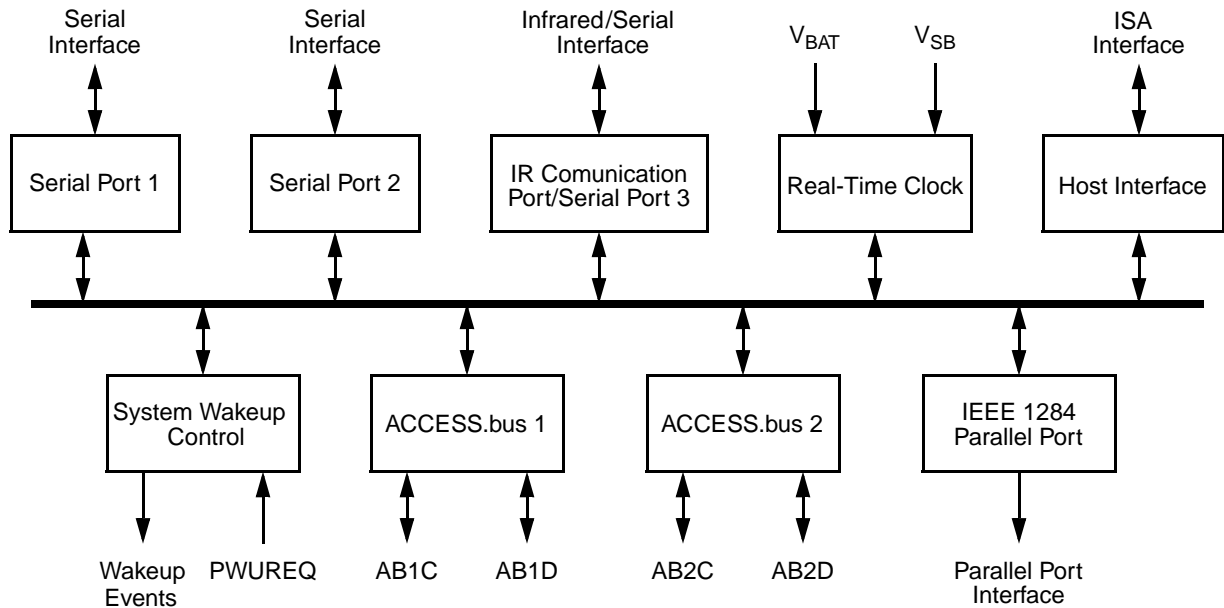 Serial
Interface
Serial
Interface
Infrared/Serial
Interface
VBAT
VSB
ISA
Interface
Serial Port 1
Serial Port 2
IR Comunication
Port/Serial Port 3
Real-Time Clock
Host Interface
System Wakeup
Control
ACCESS.bus 1
ACCESS.bus 2
IEEE 1284
Parallel Port
Wakeup
Events
PWUREQ
AB1C
AB1D
AB2C
AB2D
Parallel Port
Interface